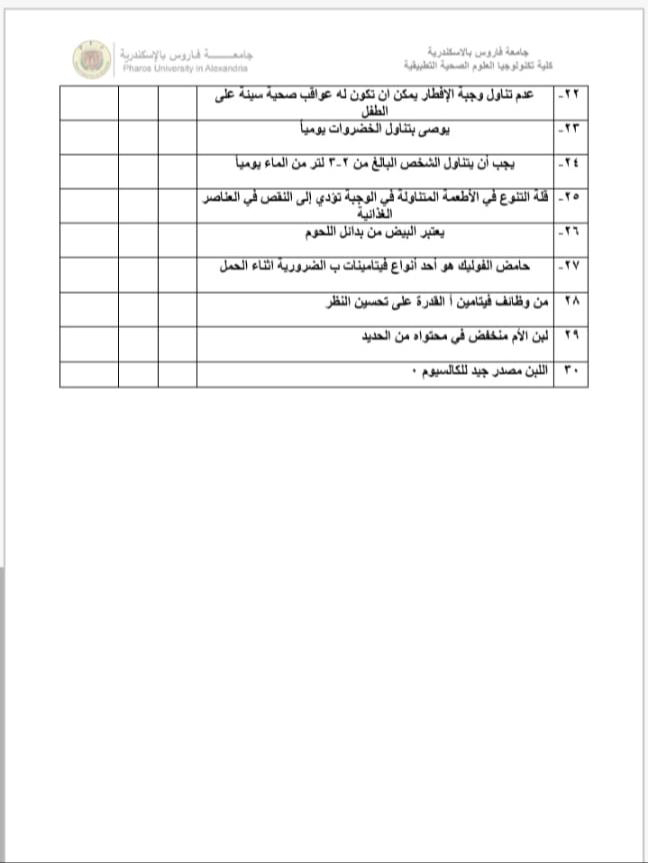 جامعة فاروس بالاسكندرية
كلية تكنولوجيا العلوم الصحية التطبيقية
جامعــــــة فاروس بالإسكندرية
Pharos University in Alexandria
٢٢- عدم تناول وجبة الإفطار يمكن ان تكون له عواقب صحية سيئة على
الطفل
٢٣- يوصى بتناول الخضروات يومياً
٢٤- يجب أن يتناول الشخص البالغ من ٢-٣ لتر من الماء يومياً
٢٥- قلة التنوع في الأطعمة المتناولة في الوجبة تؤدي إلى النقص في العناصر
الغذائية
٢٦- يعتبر البيض من بدائل اللحوم
٢٧- حامض الفوليك هو أحد أنواع فيتامينات ب الضرورية اثناء الحمل
٢٨ من وظائف فيتامين أ القدرة على تحسين النظر
٢٩ لبن الأم منخفض في محتواه من الحديد
٣٠ اللبن مصدر جيد للكالسيوم ٠